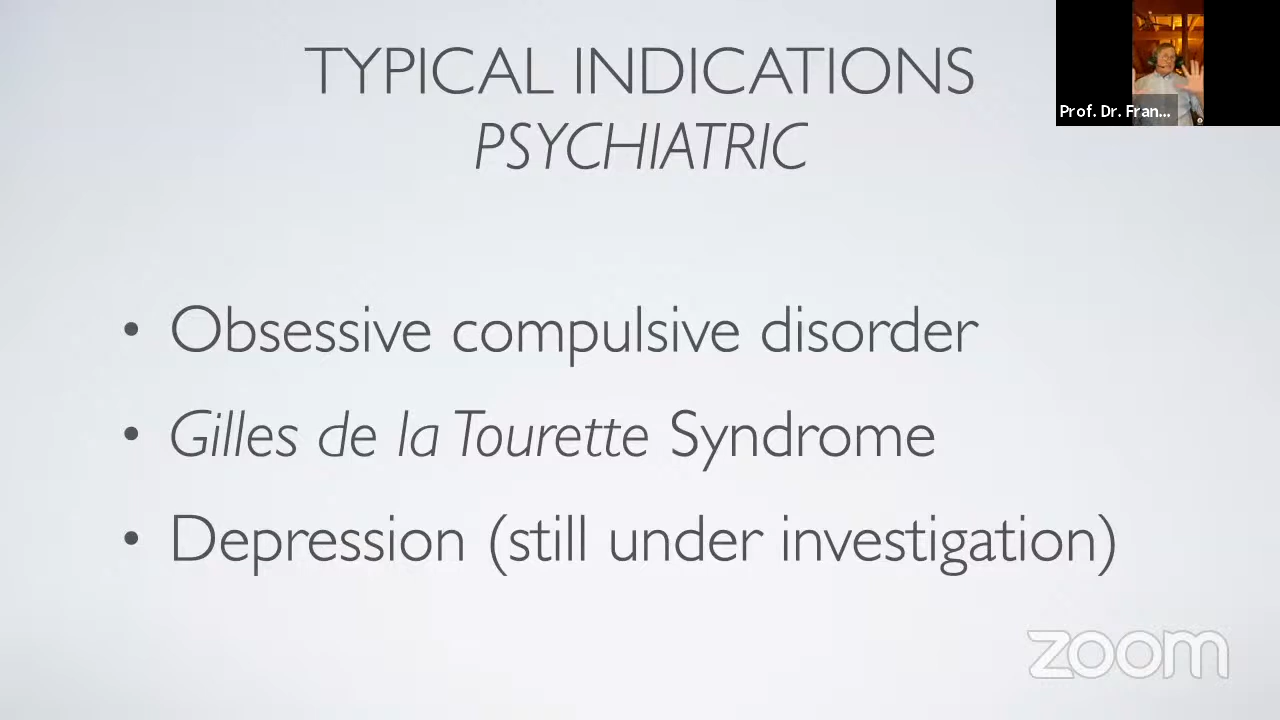 TYPICAL INDICATIONS
PSYCHIATRIC
Prof. Dr. Fran...
• Obsessive compulsive disorder
• Gilles de la Tourette Syndrome
• Depression (still under investigation)
zoom